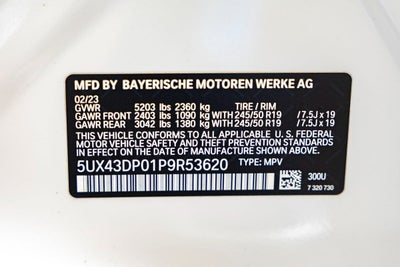 MFD BY BAYERISCHE MOTOREN WERKE AG
02/23
GVWR 5203 lbs 2360 kg TIRE / RIM
GAWR FRONT 2403 lbs 1090 kg 245/50 R19 /7.5J x 19
GAWR REAR 3042 lbs 1380 kg 245/50 R19 /7.5J x 19
THIS VEHICLE CONFORMS TO ALL APPLICABLE U.S. FEDERAL
MOTOR VEHICLE SAFETY AND THEFT PREVENTION STANDARDS
IN EFFECT ON THE DATE OF MANUFACTURE SHOWN ABOVE
5UX43DP01P9R53620 TYPE: MPV
300U
7 320 730